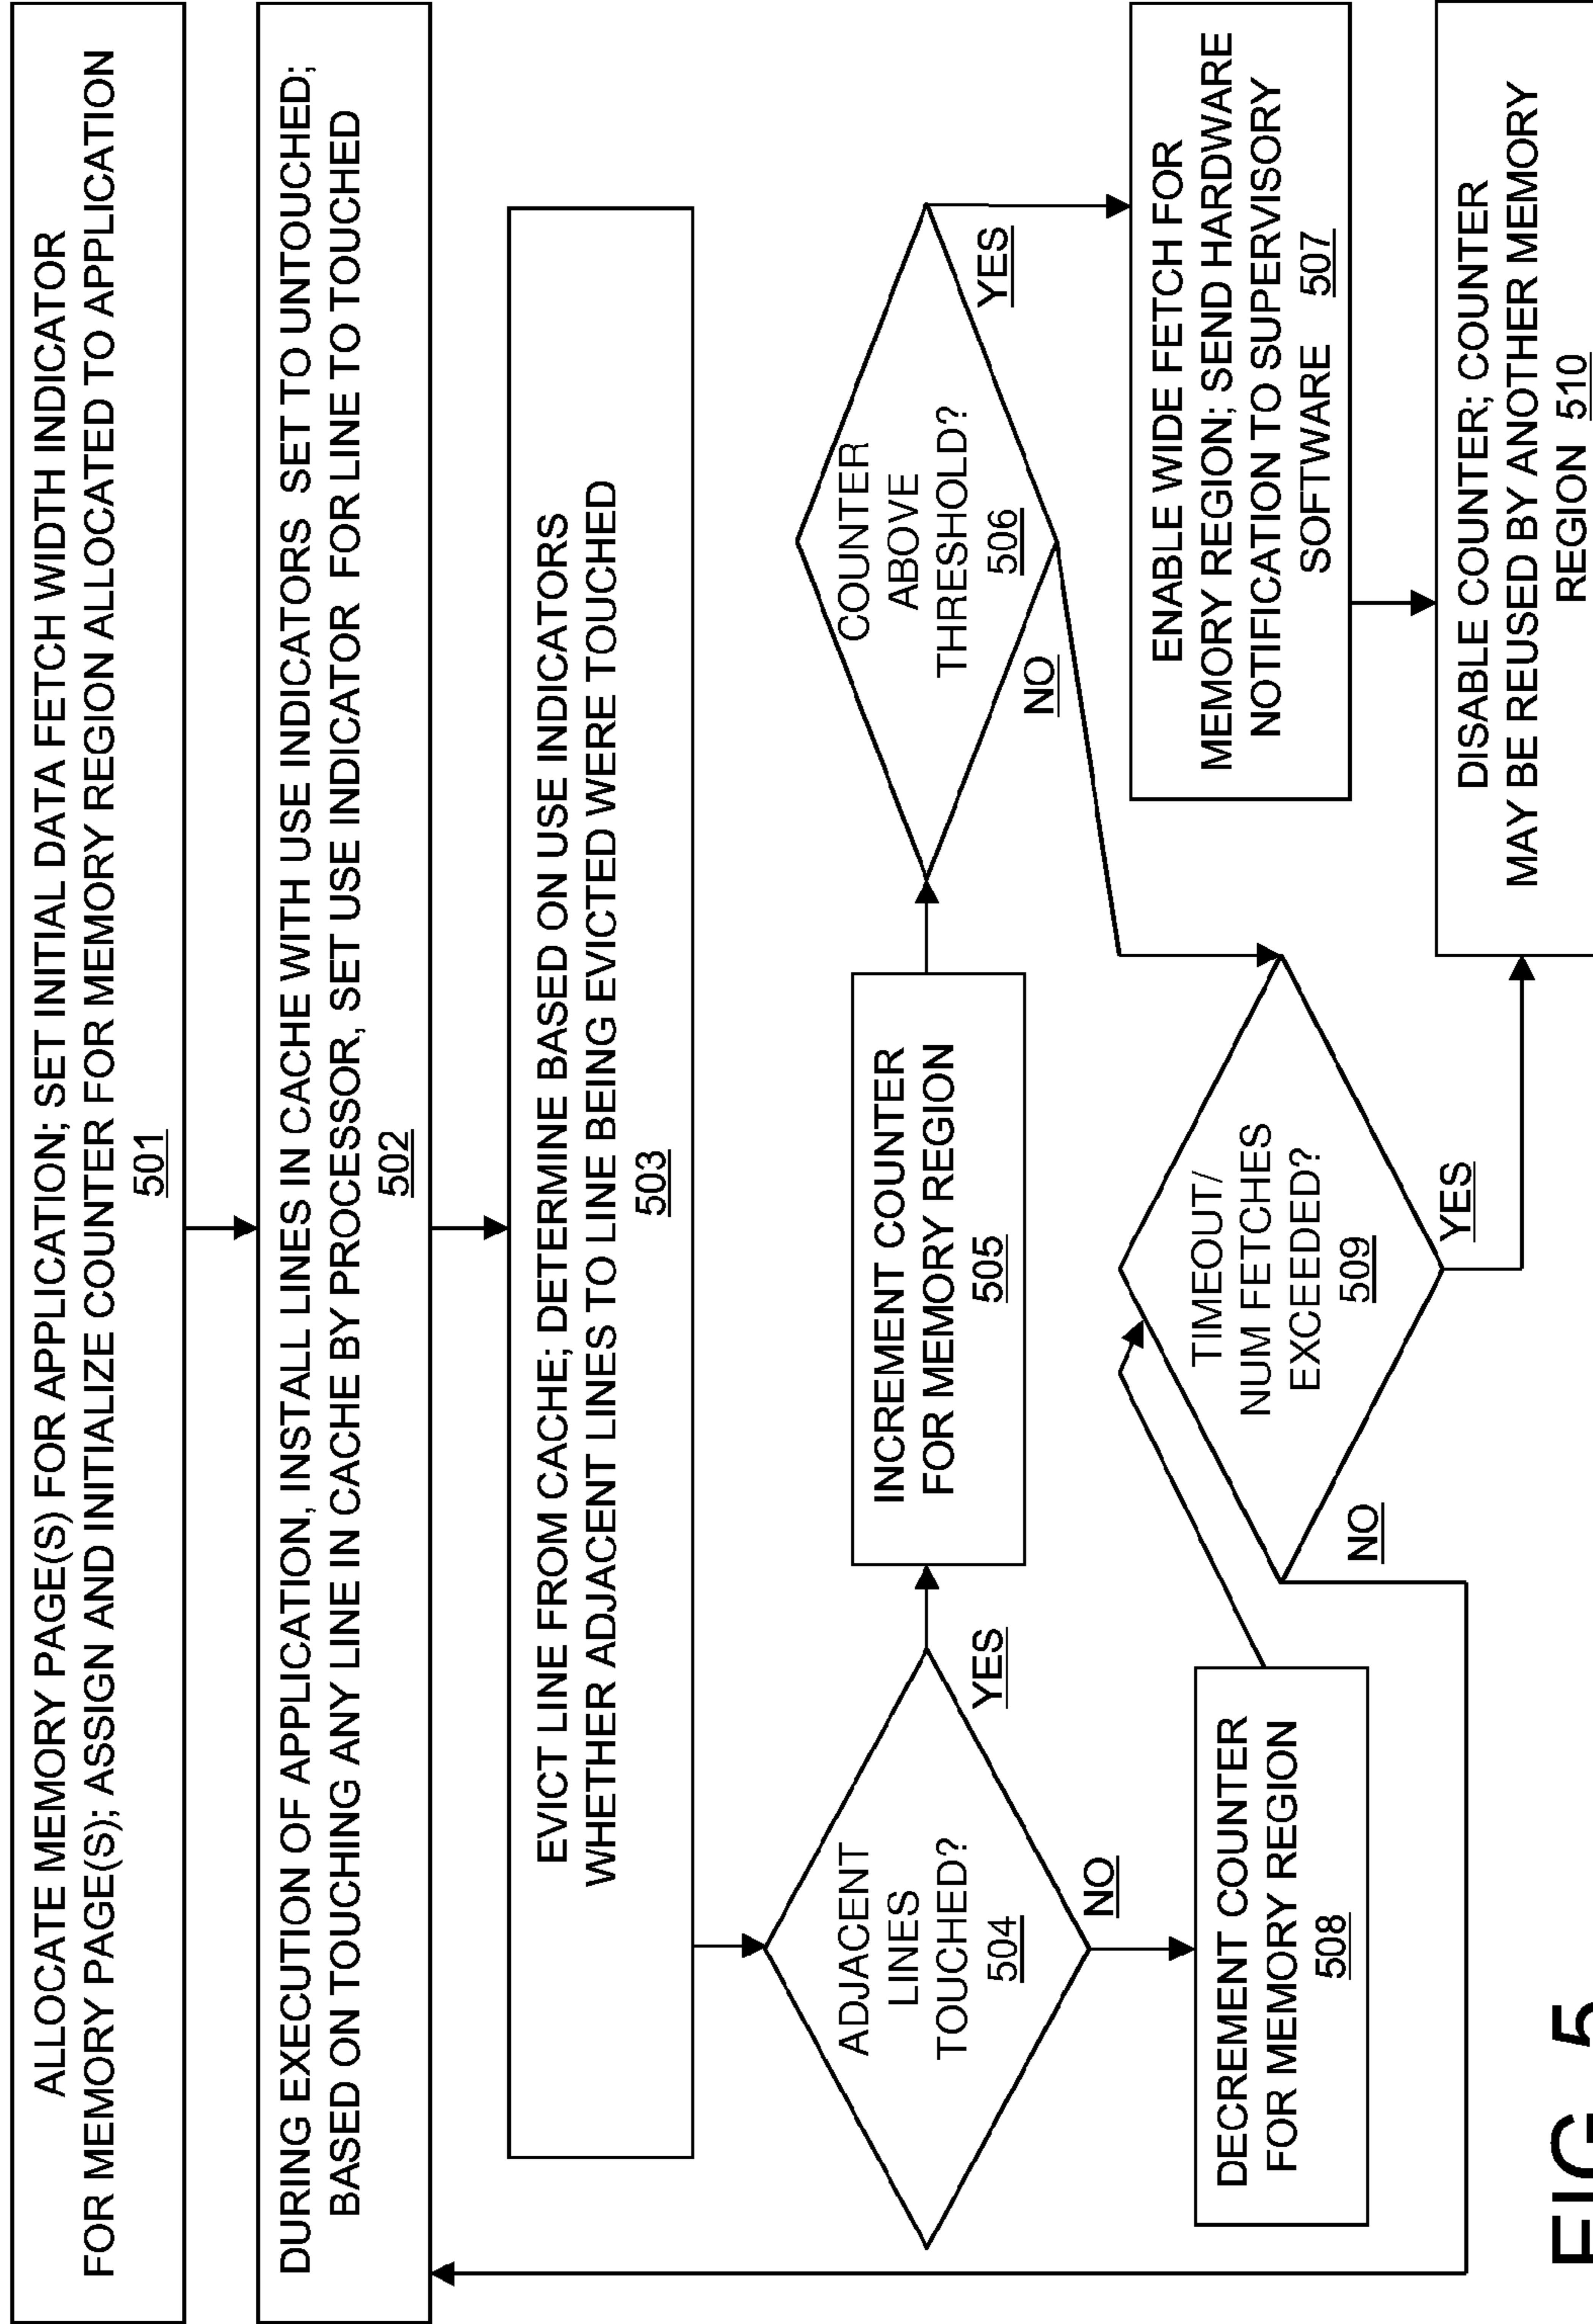 ALLOCATE MEMORY PAGE(S) FOR APPLICATION; SET INITIAL DATA FETCH WIDTH INDICATOR
FOR MEMORY PAGE(S); ASSIGN AND INITIALIZE COUNTER FOR MEMORY REGION ALLOCATED TO APPLICATION
501
DURING EXECUTION OF APPLICATION, INSTALL LINES IN CACHE WITH USE INDICATORS SET TO UNTOUCHED;
BASED ON TOUCHING ANY LINE IN CACHE BY PROCESSOR, SET USE INDICATOR FOR LINE TO TOUCHED
502
EVICT LINE FROM CACHE; DETERMINE BASED ON USE INDICATORS
WHETHER ADJACENT LINES TO LINE BEING EVICTED WERE TOUCHED
503
ADJACENT
LINES
TOUCHED?
504
YES
NO
INCREMENT COUNTER
FOR MEMORY REGION
505
COUNTER
ABOVE
THRESHOLD?
506
YES
NO
ENABLE WIDE FETCH FOR
MEMORY REGION; SEND HARDWARE
NOTIFICATION TO SUPERVISORY
SOFTWARE 507
DECREMENT COUNTER
FOR MEMORY REGION
508
TIMEOUT/
NUM FETCHES
EXCEEDED?
509
NO
YES
DISABLE COUNTER; COUNTER
MAY BE REUSED BY ANOTHER MEMORY
REGION 510
FIG. 5